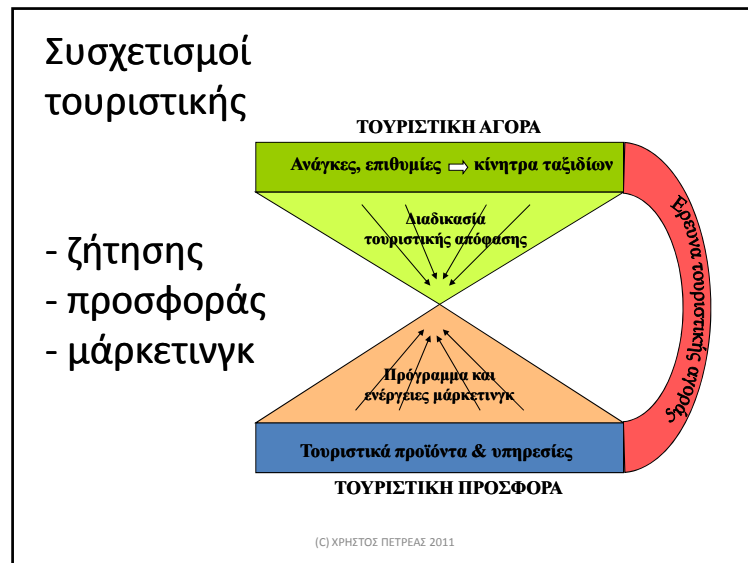 Συσχετισμοί
τουριστικής
- ζήτησης
- προσφοράς
- μάρκετινγκ
ΤΟΥΡΙΣΤΙΚΗ ΑΓΟΡΑ
Ανάγκες, επιθυμίες ⇨ κίνητρα ταξιδίων
Διαδικασία
τουριστικής απόφασης
Πρόγραμμα και
ενέργειες μάρκετινγκ
Τουριστικά προϊόντα & υπηρεσίες
ΤΟΥΡΙΣΤΙΚΗ ΠΡΟΣΦΟΡΑ
Ερευνα τουριστικής αγοράς
(C) ΧΡΗΣΤΟΣ ΠΕΤΡΕΑΣ 2011